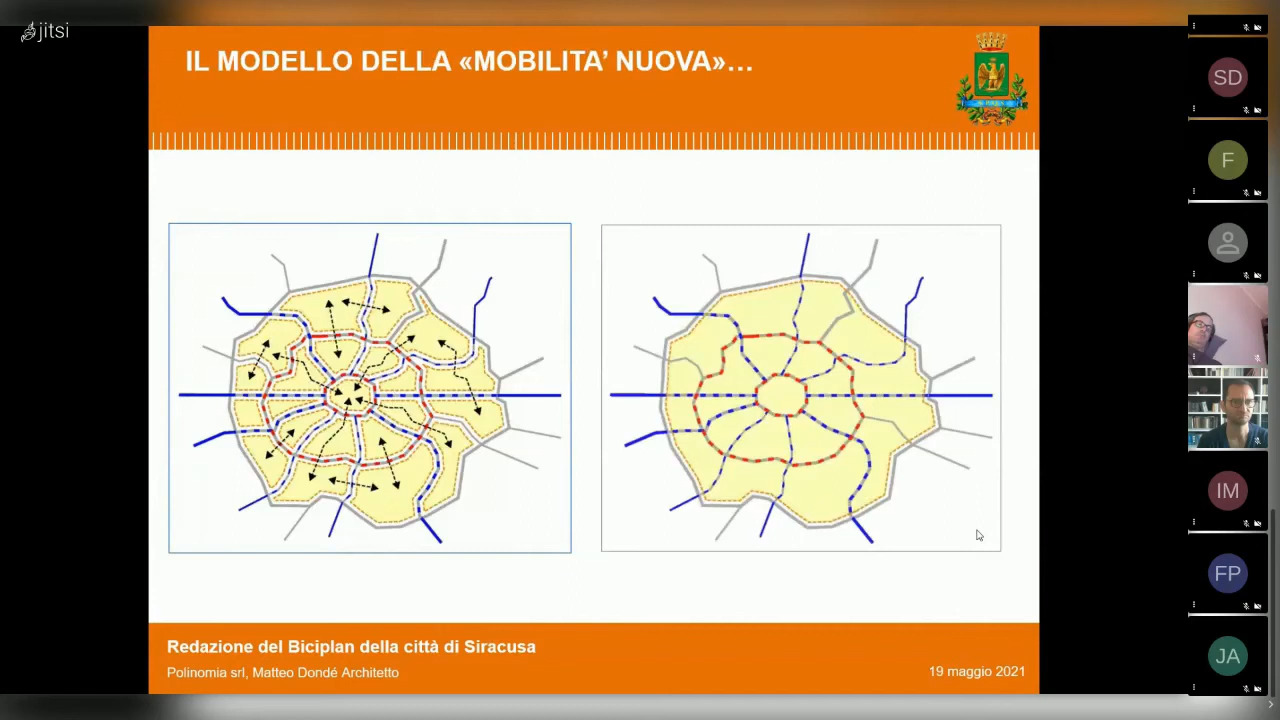 jitsi
IL MODELLO DELLA «MOBILITA’ NUOVA»…
SD
F
IM
FP
JA
Redazione del Biciplan della città di Siracusa
Polinomia srl, Matteo Dondé Architetto
19 maggio 2021